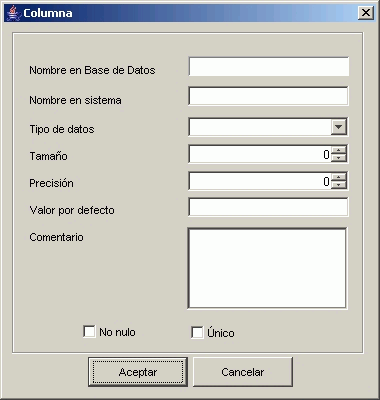 Columna
Nombre en Base de Datos
Nombre en sistema
Tipo de datos
Tamaño 0
Precisión 0
Valor por defecto
Comentario
No nulo Único
Aceptar Cancelar